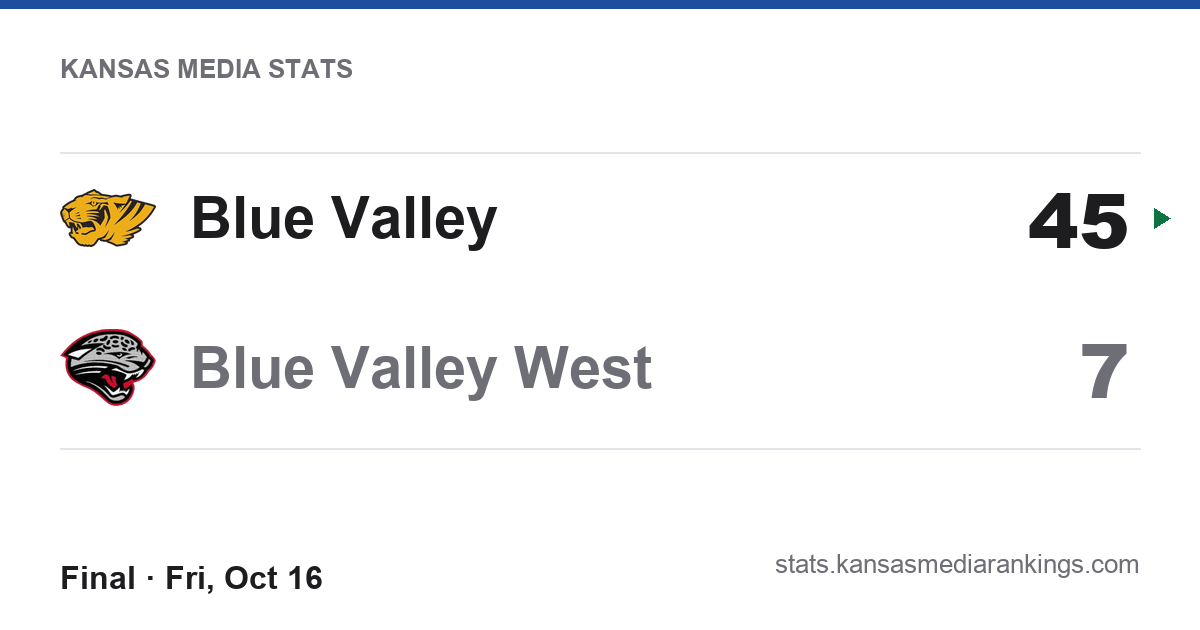 KANSAS MEDIA STATS
Blue Valley 45
Blue Valley West 7
Final · Fri, Oct 16
stats.kansasmediarankings.com